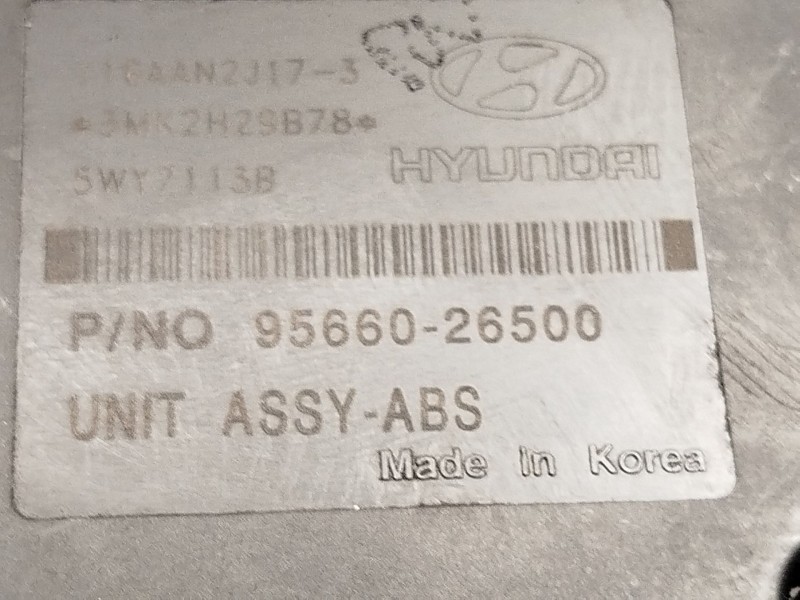 *3MK2H29B78*
5WY7113B
HYUNDAI
P/NO 95660-26500
UNIT ASSY-ABS
Made in Korea